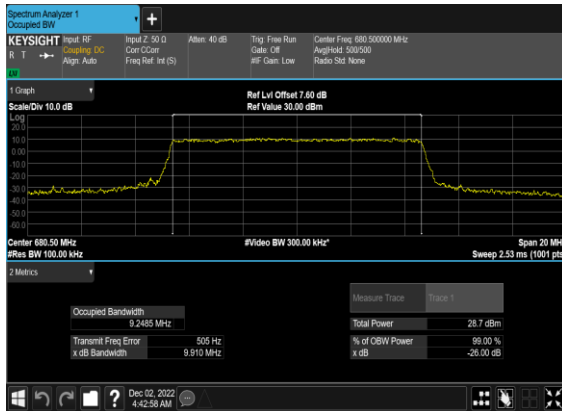 Spectrum Analyzer 1
Occupied BW
KEYSIGHT
R T
Input: RF
Coupling: DC
Align: Auto
Input Z: 50 Ω
Corr CCorr
Freq Ref: Int (S)
Atten: 40 dB
Trig: Free Run
Gate: Off
#IF Gain: Low
Center Freq: 680.500000 MHz
Avg|Hold: 500/500
Radio Std: None
1 Graph
Scale/Div 10.0 dB
Ref Lvl Offset 7.60 dB
Ref Value 30.00 dBm
Log
20.0
10.0
0.00
-10.0
-20.0
-30.0
-40.0
-50.0
-60.0
Center 680.50 MHz
#Res BW 100.00 kHz
#Video BW 300.00 kHz*
Span 20 MH
Sweep 2.53 ms (1001 pts
2 Metrics
Measure Trace Trace 1
Occupied Bandwidth
9.2485 MHz
Total Power 28.7 dBm
Transmit Freq Error 505 Hz
% of OBW Power 99.00 %
x dB Bandwidth 9.910 MHz
x dB -26.00 dB
?
Dec 02, 2022
4:42:58 AM